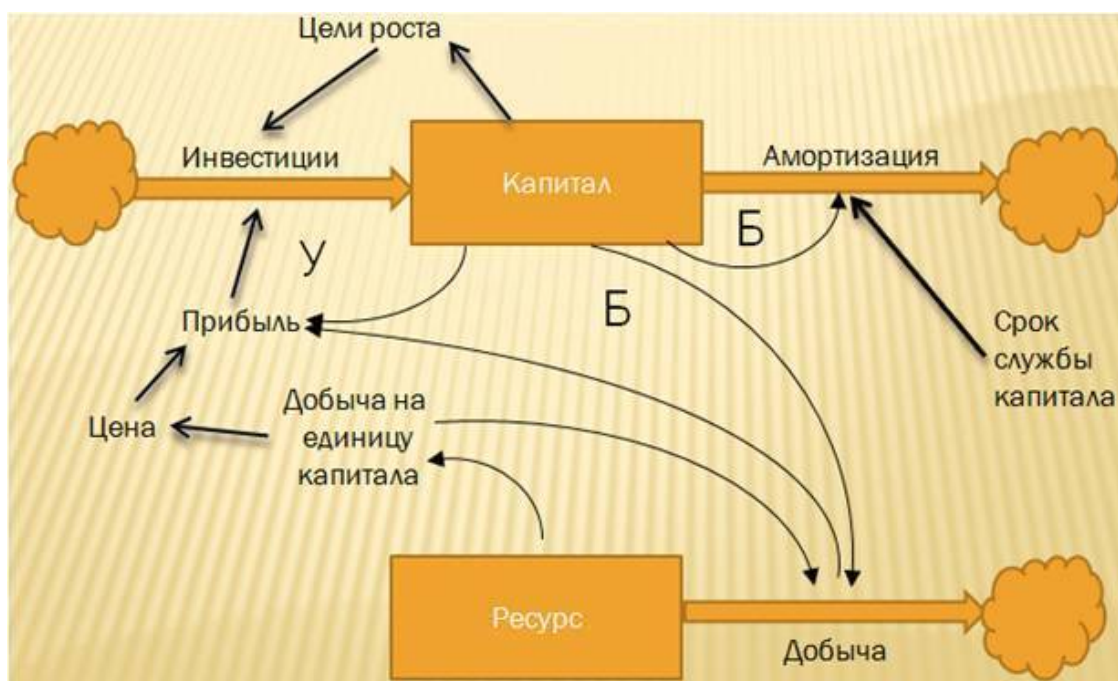 Цели роста
Инвестиции
Капитал
Амортизация
У
Б
Б
Прибыль
Срок
службы
капитала
Цена
Добыча на
единицу
капитала
Ресурс
Добыча